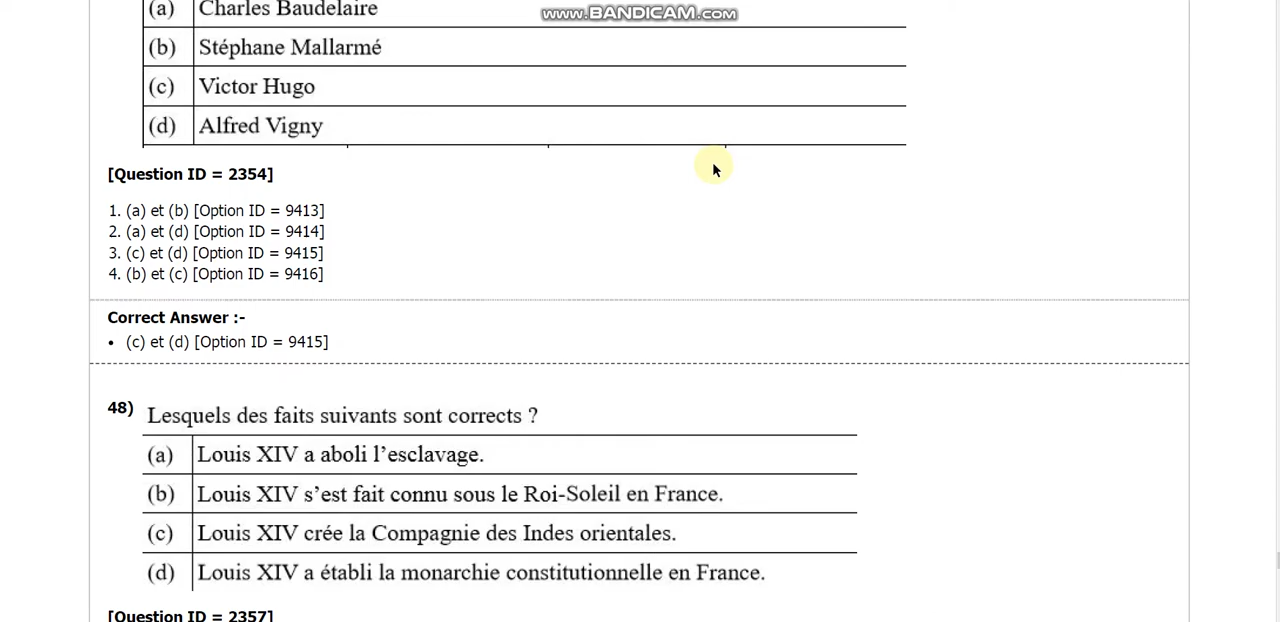 www.BANDICAM.com
(a) Charles Baudelaire
(b) Stéphane Mallarmé
(c) Victor Hugo
(d) Alfred Vigny
[Question ID = 2354]
1. (a) et (b) [Option ID = 9413]
2. (a) et (d) [Option ID = 9414]
3. (c) et (d) [Option ID = 9415]
4. (b) et (c) [Option ID = 9416]
Correct Answer :-
• (c) et (d) [Option ID = 9415]
48) Lesquels des faits suivants sont corrects ?
(a) Louis XIV a aboli l’esclavage.
(b) Louis XIV s’est fait connu sous le Roi-Soleil en France.
(c) Louis XIV crée la Compagnie des Indes orientales.
(d) Louis XIV a établi la monarchie constitutionnelle en France.
[Question ID = 2357]